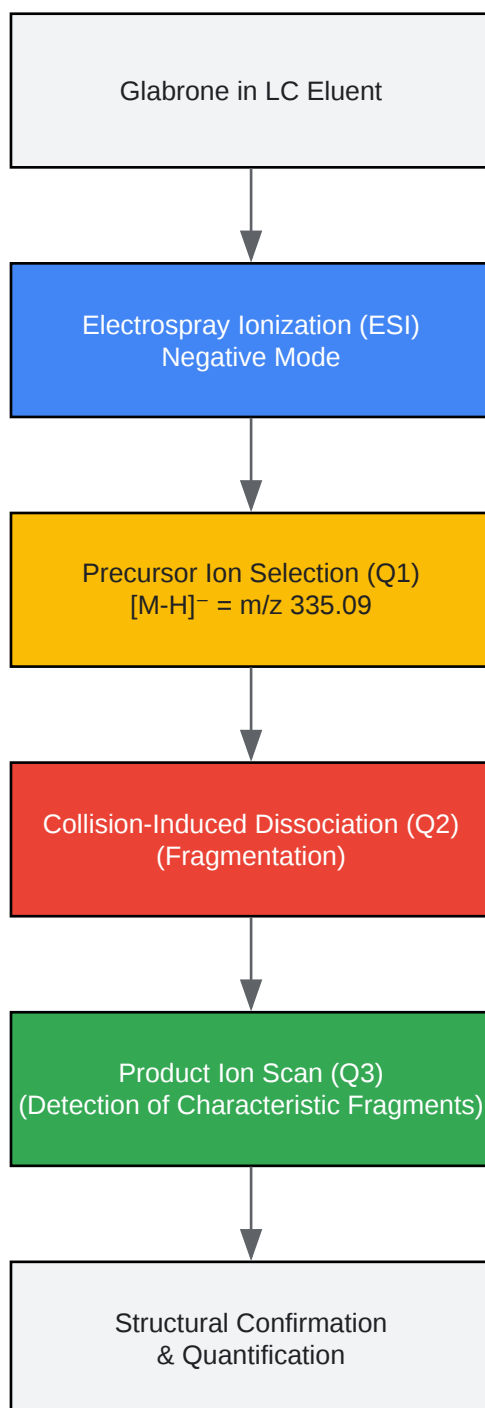 Glabrone in LC Eluent
Electrospray Ionization (ESI)
Negative Mode
Precursor Ion Selection (Q1)
[M-H]⁻ = m/z 335.09
Collision-Induced Dissociation (Q2)
(Fragmentation)
Product Ion Scan (Q3)
(Detection of Characteristic Fragments)
Structural Confirmation
& Quantification